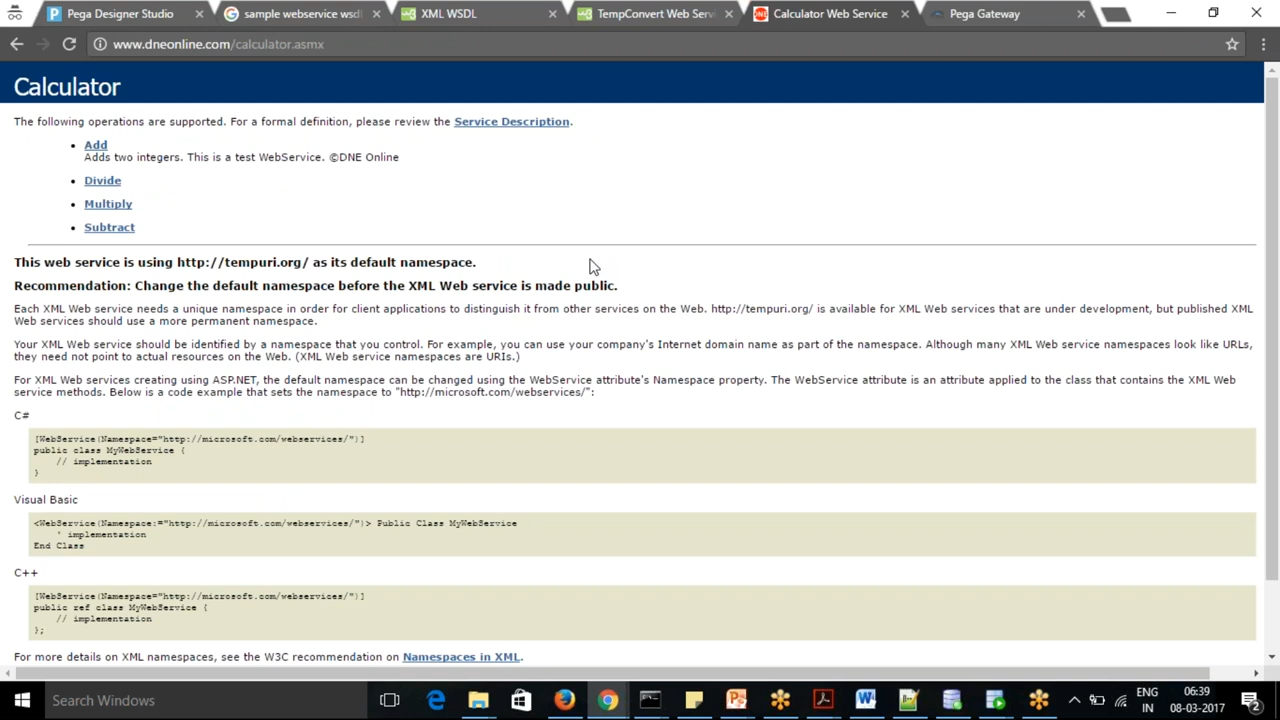 Pega Designer Studio
sample webservice wsdl
XML WSDL
TempConvert Web Servi
Calculator Web Service
Pega Gateway
www.dneonline.com/calculator.asmx
Calculator
The following operations are supported. For a formal definition, please review the Service Description.
• Add
Adds two integers. This is a test WebService. ©DNE Online
• Divide
• Multiply
• Subtract
This web service is using http://tempuri.org/ as its default namespace.
Recommendation: Change the default namespace before the XML Web service is made public.
Each XML Web service needs a unique namespace in order for client applications to distinguish it from other services on the Web. http://tempuri.org/ is available for XML Web services that are under development, but published XML
Web services should use a more permanent namespace.
Your XML Web service should be identified by a namespace that you control. For example, you can use your company's Internet domain name as part of the namespace. Although many XML Web service namespaces look like URLs,
they need not point to actual resources on the Web. (XML Web service namespaces are URIs.)
For XML Web services creating using ASP.NET, the default namespace can be changed using the WebService attribute's Namespace property. The WebService attribute is an attribute applied to the class that contains the XML Web
service methods. Below is a code example that sets the namespace to "http://microsoft.com/webservices/":
C#
[WebService(Namespace="http://microsoft.com/webservices/")]
public class MyWebService {
// implementation
}
Visual Basic
<WebService(Namespace:="http://microsoft.com/webservices/")> Public Class MyWebService
' implementation
End Class
C++
[WebService(Namespace="http://microsoft.com/webservices/")]
public ref class MyWebService {
// implementation
};
For more details on XML namespaces, see the W3C recommendation on Namespaces in XML.
Search Windows
ENG
IN
06:39
08-03-2017
2